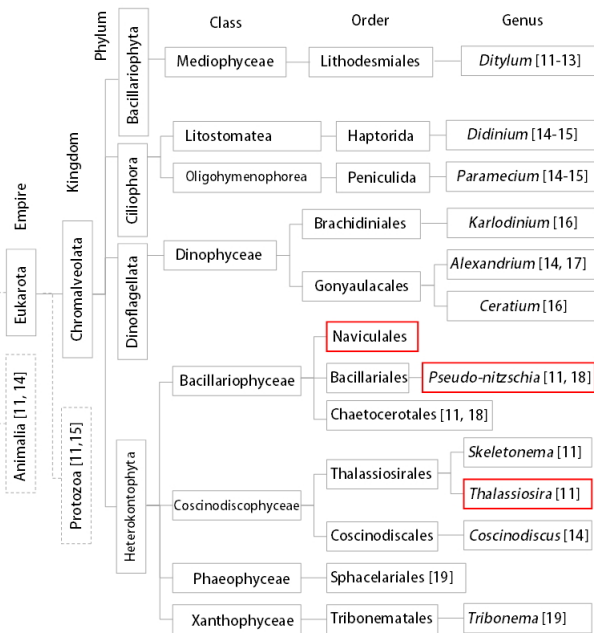 Phylum
Class
Order
Genus
Bacillariophyta
Mediophyceae
Lithodesmiales
Ditylum [11-13]
Kingdom
Empire
Ciliophora
Litostomatea
Haptorida
Didinium [14-15]
Oligohymenophorea
Peniculida
Paramecium [14-15]
Eukarota
Chromalveolata
Dinoflagellata
Dinophyceae
Brachidiniales
Karlodinium [16]
Gonyaulacales
Alexandrium [14, 17]
Ceratium [16]
Animalia [11, 14]
Protozoa [11,15]
Heterokontophyta
Bacillariophyceae
Naviculales
Bacillariales
Pseudo-nitzschia [11, 18]
Chaetocerotales [11, 18]
Coscinodiscophyceae
Thalassiosirales
Skeletonema [11]
Thalassiosira [11]
Coscinodiscales
Coscinodiscus [14]
Phaeophyceae
Sphacelariales [19]
Xanthophyceae
Tribonematales
Tribonema [19]